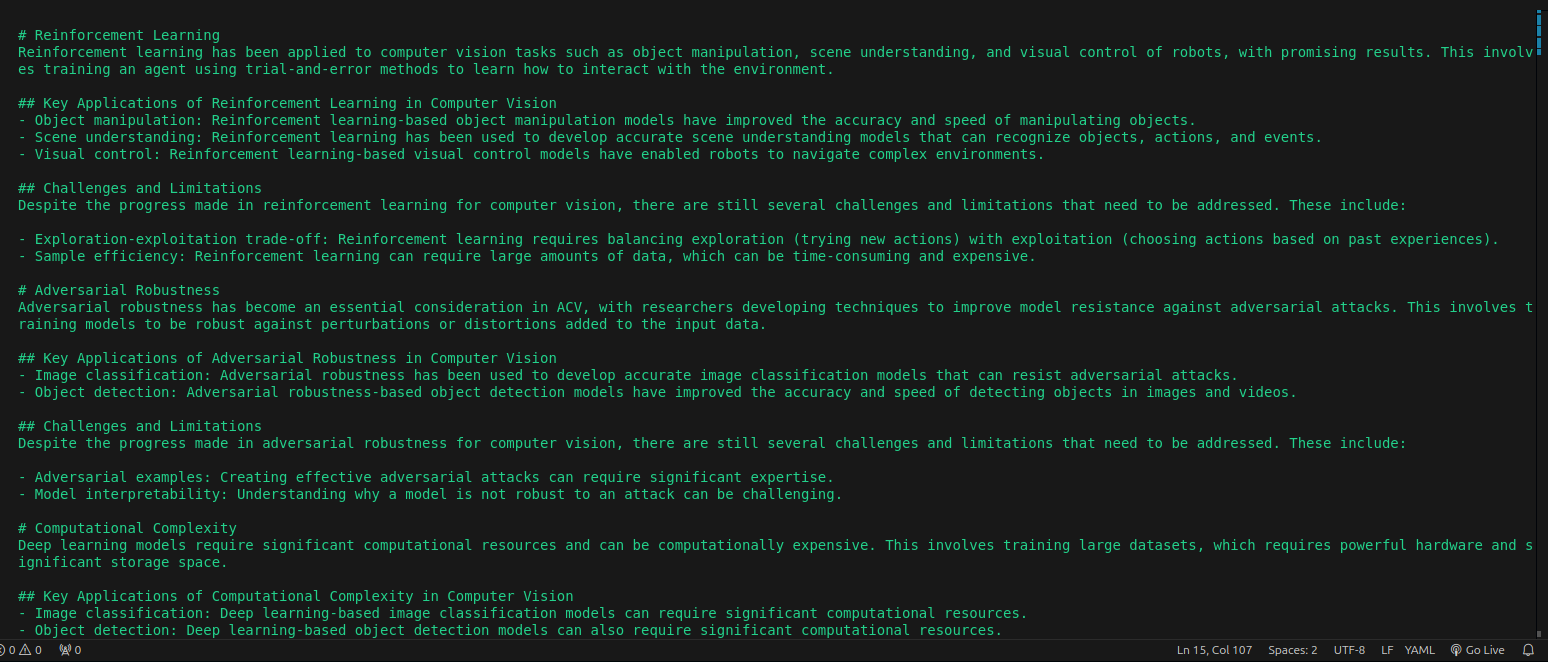 # Reinforcement Learning
Reinforcement learning has been applied to computer vision tasks such as object manipulation, scene understanding, and visual control of robots, with promising results. This involv
es training an agent using trial-and-error methods to learn how to interact with the environment.
## Key Applications of Reinforcement Learning in Computer Vision
- Object manipulation: Reinforcement learning-based object manipulation models have improved the accuracy and speed of manipulating objects.
- Scene understanding: Reinforcement learning has been used to develop accurate scene understanding models that can recognize objects, actions, and events.
- Visual control: Reinforcement learning-based visual control models have enabled robots to navigate complex environments.
## Challenges and Limitations
Despite the progress made in reinforcement learning for computer vision, there are still several challenges and limitations that need to be addressed. These include:
- Exploration-exploitation trade-off: Reinforcement learning requires balancing exploration (trying new actions) with exploitation (choosing actions based on past experiences).
- Sample efficiency: Reinforcement learning can require large amounts of data, which can be time-consuming and expensive.
# Adversarial Robustness
Adversarial robustness has become an essential consideration in ACV, with researchers developing techniques to improve model resistance against adversarial attacks. This involves t
raining models to be robust against perturbations or distortions added to the input data.
## Key Applications of Adversarial Robustness in Computer Vision
- Image classification: Adversarial robustness has been used to develop accurate image classification models that can resist adversarial attacks.
- Object detection: Adversarial robustness-based object detection models have improved the accuracy and speed of detecting objects in images and videos.
## Challenges and Limitations
Despite the progress made in adversarial robustness for computer vision, there are still several challenges and limitations that need to be addressed. These include:
- Adversarial examples: Creating effective adversarial attacks can require significant expertise.
- Model interpretability: Understanding why a model is not robust to an attack can be challenging.
# Computational Complexity
Deep learning models require significant computational resources and can be computationally expensive. This involves training large datasets, which requires powerful hardware and s
ignificant storage space.
## Key Applications of Computational Complexity in Computer Vision
- Image classification: Deep learning-based image classification models can require significant computational resources.
- Object detection: Deep learning-based object detection models can also require significant computational resources.
0 0 0 Ln 15, Col 107 Spaces: 2 UTF-8 LF YAML Go Live